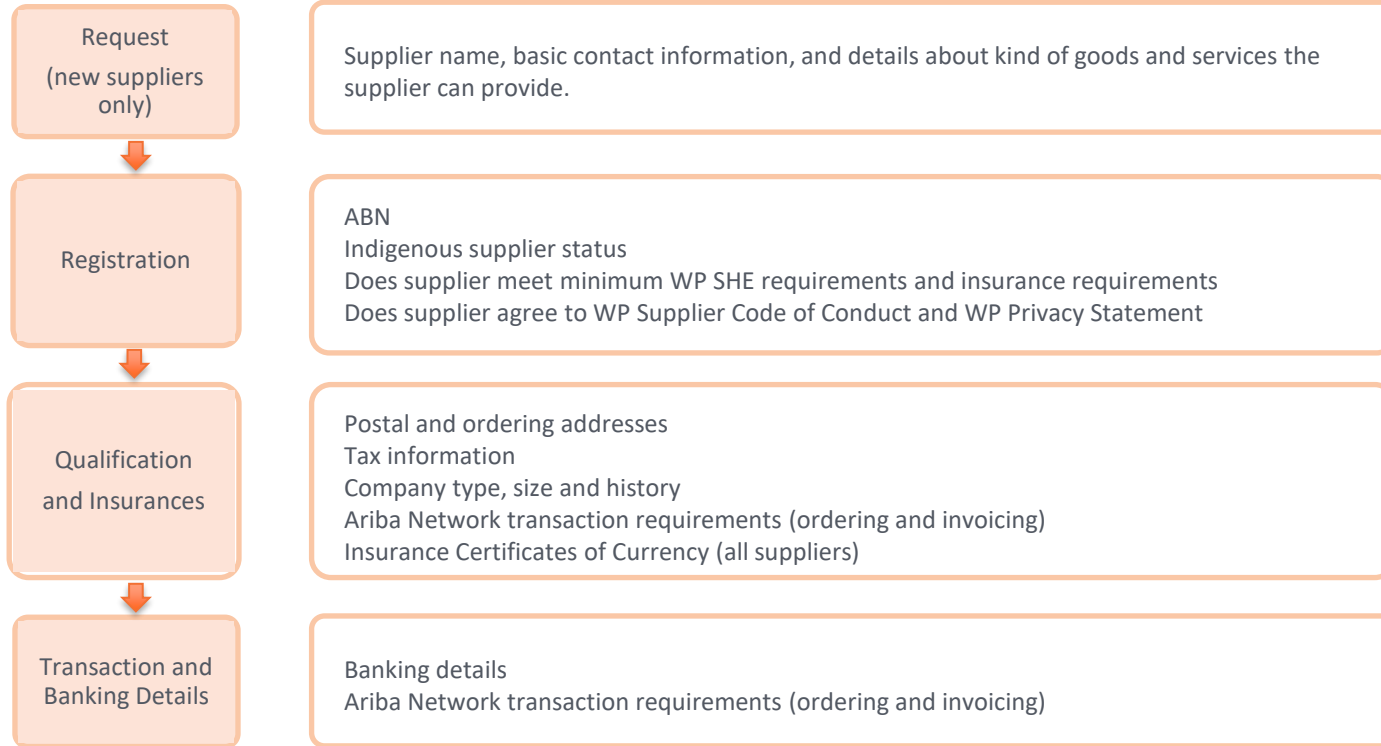 Request
(new suppliers
only)
Supplier name, basic contact information, and details about kind of goods and services the
supplier can provide.
Registration
ABN
Indigenous supplier status
Does supplier meet minimum WP SHE requirements and insurance requirements
Does supplier agree to WP Supplier Code of Conduct and WP Privacy Statement
Qualification
and Insurances
Postal and ordering addresses
Tax information
Company type, size and history
Ariba Network transaction requirements (ordering and invoicing)
Insurance Certificates of Currency (all suppliers)
Transaction and
Banking Details
Banking details
Ariba Network transaction requirements (ordering and invoicing)